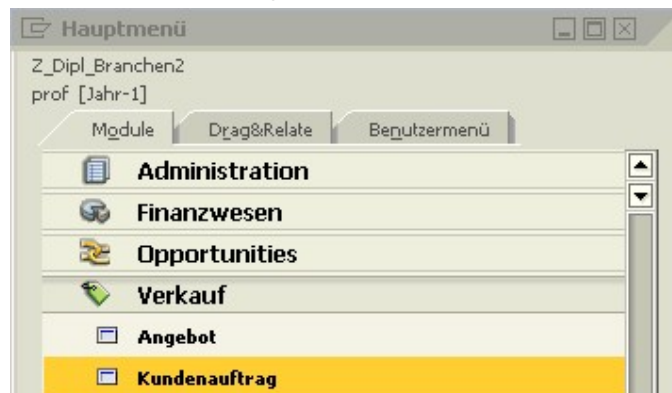 Hauptmenü
Z_Dipl_Branchen2
prof [Jahr-1]
Module Drag&Relate Benutzermenü
Administration
Finanzwesen
Opportunities
Verkauf
Angebot
Kundenauftrag